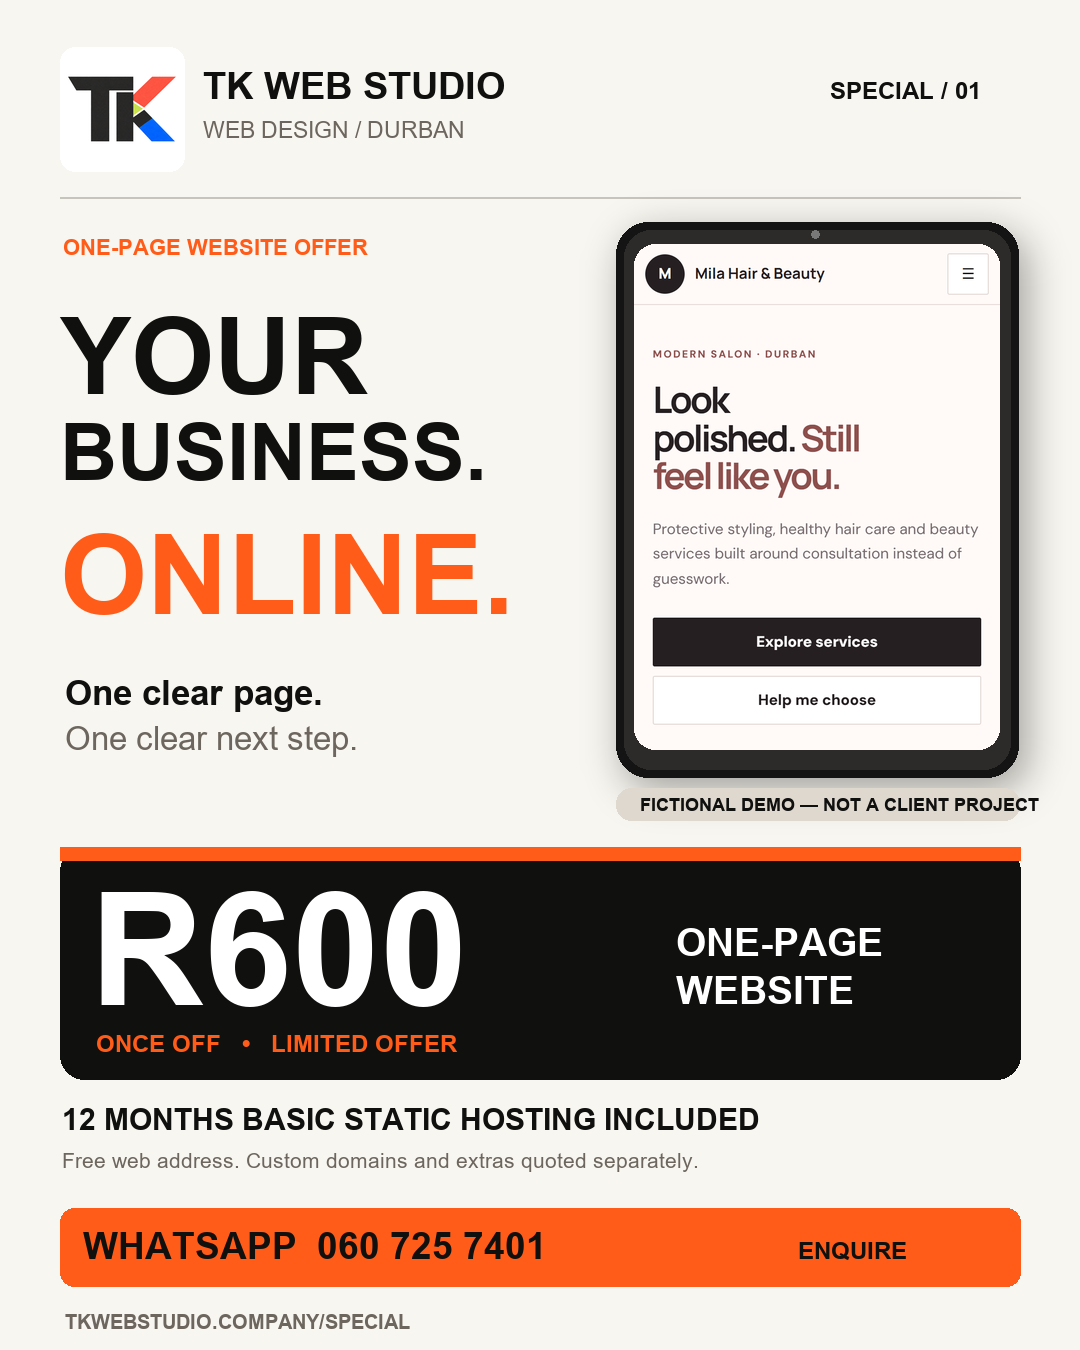 TK
TK WEB STUDIO
WEB DESIGN / DURBAN
SPECIAL / 01
ONE-PAGE WEBSITE OFFER
YOUR
BUSINESS.
ONLINE.
One clear page.
One clear next step.
M
Mila Hair & Beauty
MODERN SALON · DURBAN
Look
polished. Still
feel like you.
Protective styling, healthy hair care and beauty
services built around consultation instead of
guesswork.
Explore services
Help me choose
FICTIONAL DEMO — NOT A CLIENT PROJECT
R600
ONCE OFF • LIMITED OFFER
ONE-PAGE
WEBSITE
12 MONTHS BASIC STATIC HOSTING INCLUDED
Free web address. Custom domains and extras quoted separately.
WHATSAPP 060 725 7401
ENQUIRE
TKWEBSTUDIO.COMPANY/SPECIAL